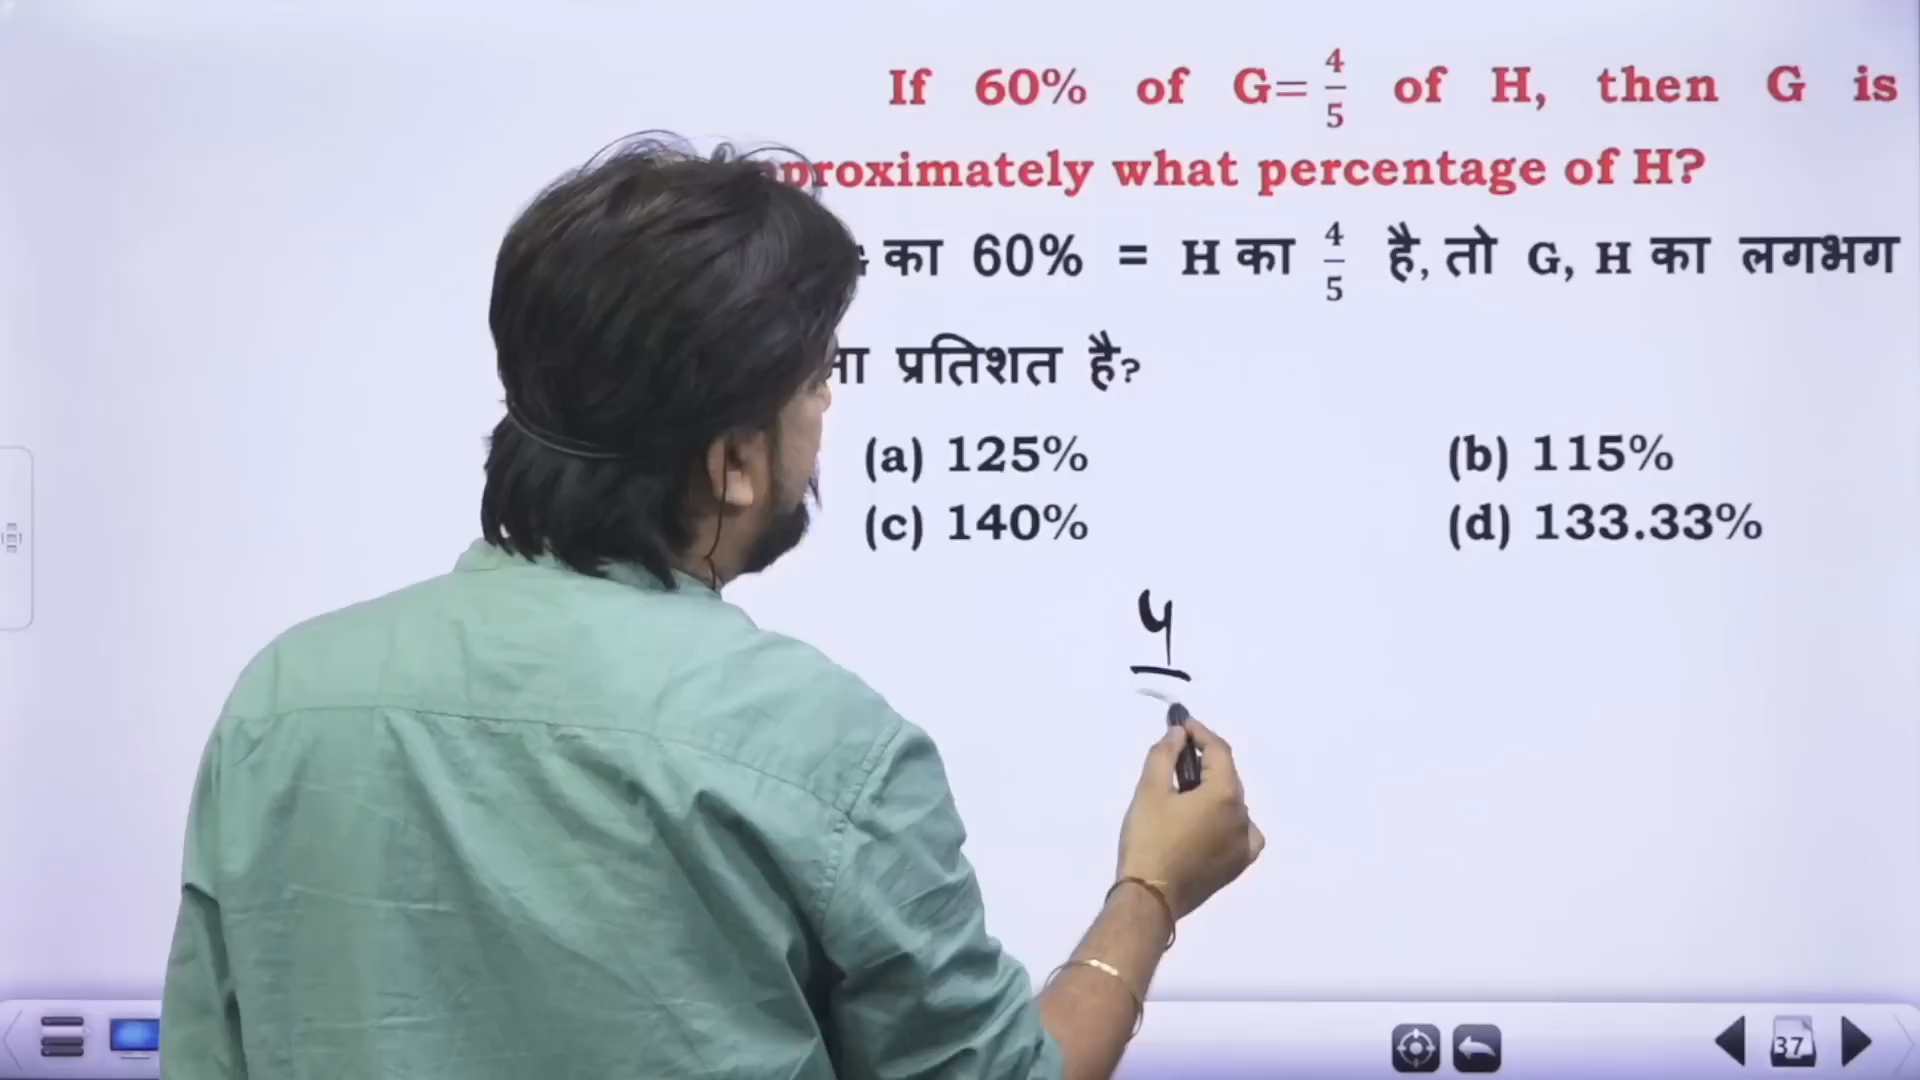 If 60% of G= 4/5 of H, then G is
proximately what percentage of H?
का 60% = H का 4/5 है, तो G, H का लगभग
प्रतिशत है?
(a) 125% (b) 115%
(c) 140% (d) 133.33%
4
37